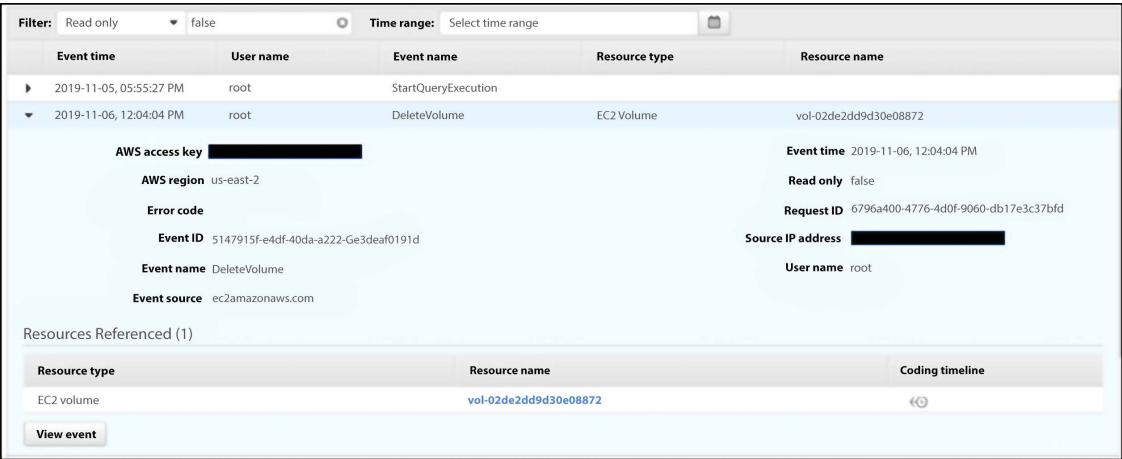 Filter: Read only false Time range: Select time range
Event time User name Event name Resource type Resource name
2019-11-05, 05:55:27 PM root StartQueryExecution
2019-11-06, 12:04:04 PM root DeleteVolume EC2 Volume vol-02de2dd9d30e08872
AWS access key Event time 2019-11-06, 12:04:04 PM
AWS region us-east-2 Read only false
Error code Request ID 6796a400-4776-4d0f-9060-db17e3c37bfd
Event ID 5147915f-e4df-40da-a222-Ge3deaf0191d Source IP address
Event name DeleteVolume User name root
Event source ec2amazonaws.com
Resources Referenced (1)
Resource type Resource name Coding timeline
EC2 volume vol-02de2dd9d30e08872
View event